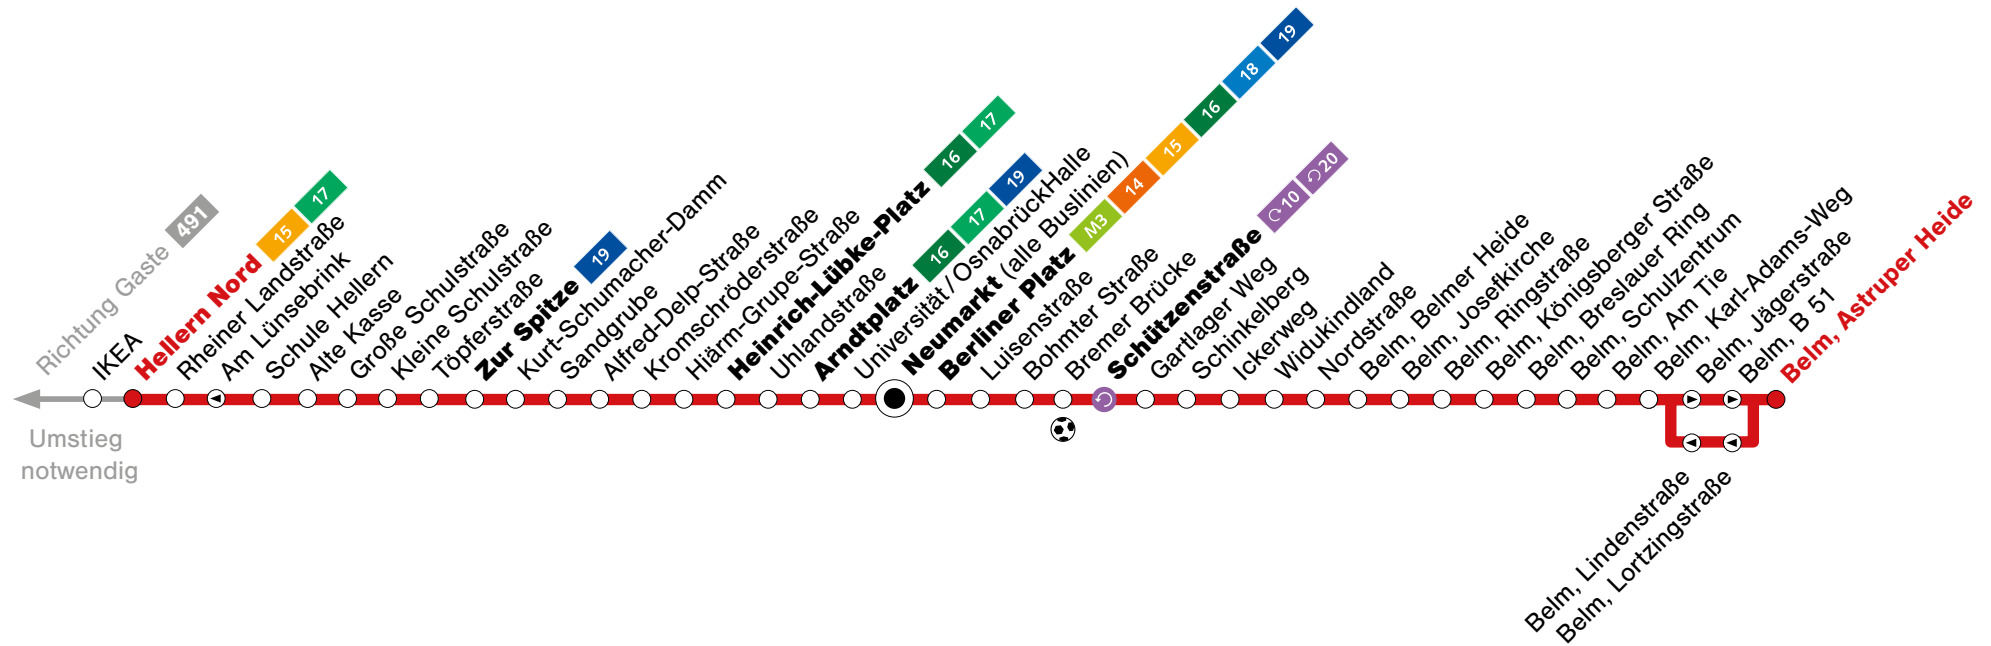 Richtung Gaste 491
IKEA
Hellern Nord 15 17
Rheiner Landstraße
Am Lünsebrink
Schule Hellern
Alte Kasse
Große Schulstraße
Kleine Schulstraße
Töpferstraße
Zur Spitze 19
Kurt-Schumacher-Damm
Sandgrube
Alfred-Delp-Straße
Kromschröderstraße
Hiärm-Grupe-Straße
Heinrich-Lübke-Platz 16 17
Uhlandstraße
Arndtplatz 16 17 19
Universität / OsnabrückHalle
Neumarkt (alle Buslinien)
Berliner Platz M3 14 15 16 18 19
Luisenstraße
Bohmter Straße
Bremer Brücke
Schützenstraße 10 20
Gartlager Weg
Schinkelberg
Ickerweg
Widukindland
Nordstraße
Belm, Belmer Heide
Belm, Josefkirche
Belm, Ringstraße
Belm, Königsberger Straße
Belm, Breslauer Ring
Belm, Schulzentrum
Belm, Am Tie
Belm, Karl-Adams-Weg
Belm, Jägerstraße
Belm, B 51
Belm, Astruper Heide
Umstieg
notwendig
Belm, Lindenstraße
Belm, Lortzingstraße